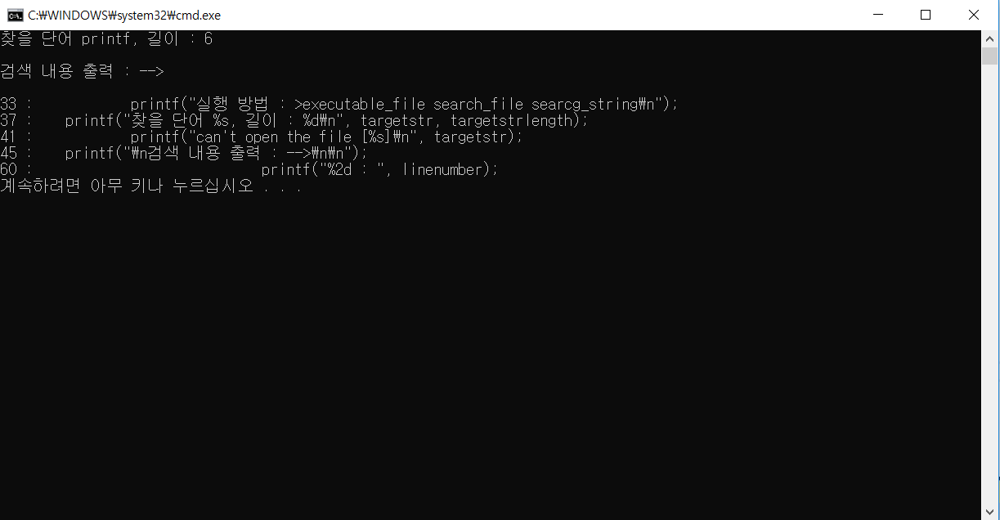 C:₩WINDOWS₩system32₩cmd.exe
찾을 단어 printf, 길이 : 6
검색 내용 출력 : -->
33 :            printf("실행 방법 : >executable_file search_file searcg_string₩n");
37 :    printf("찾을 단어 %s, 길이 : %d₩n", targetstr, targetstrlength);
41 :            printf("can't open the file [%s]₩n", targetstr);
45 :    printf("₩n검색 내용 출력 : -->₩n₩n");
60 :                            printf("%2d : ", linenumber);
계속하려면 아무 키나 누르십시오 . . .